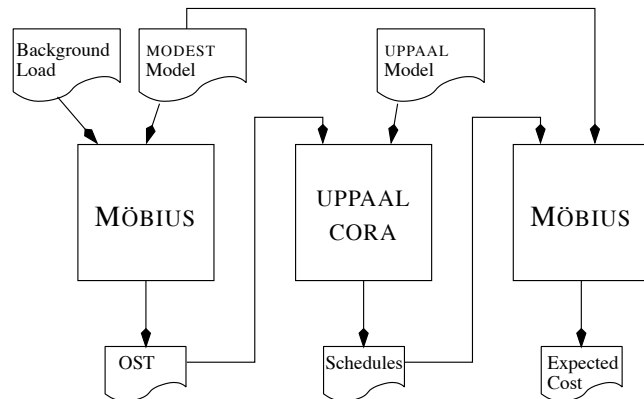 Background
Load
MODEST
Model
UPPAAL
Model
MÖBIUS
UPPAAL
CORA
MÖBIUS
OST
Schedules
Expected
Cost